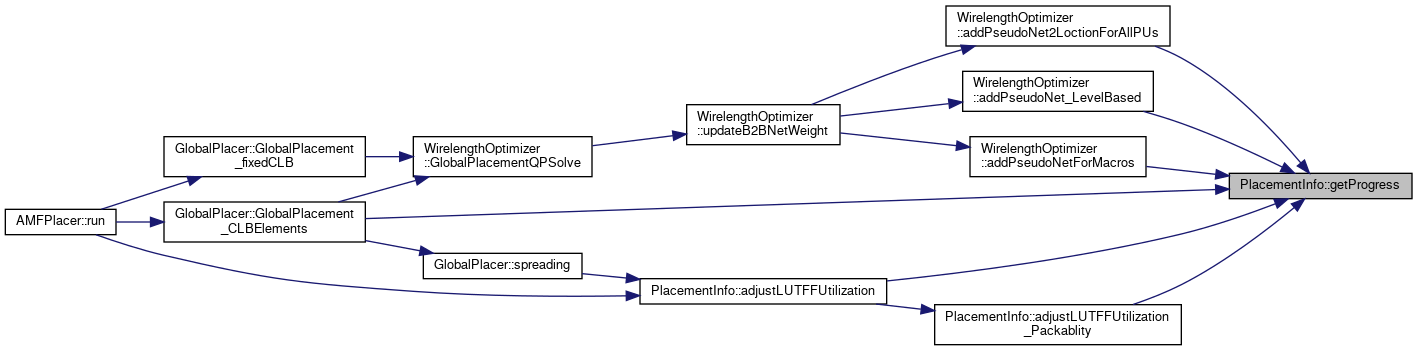 WirelengthOptimizer
::addPseudoNet2LoctionForAllPUs
WirelengthOptimizer
::addPseudoNet_LevelBased
WirelengthOptimizer
::updateB2BNetWeight
GlobalPlacer::GlobalPlacement
_fixedCLB
WirelengthOptimizer
::GlobalPlacementQPSolve
WirelengthOptimizer
::addPseudoNetForMacros
PlacementInfo::getProgress
AMFPlacer::run
GlobalPlacer::GlobalPlacement
_CLBElements
GlobalPlacer::spreading
PlacementInfo::adjustLUTFFUtilization
PlacementInfo::adjustLUTFFUtilization
_Packablity